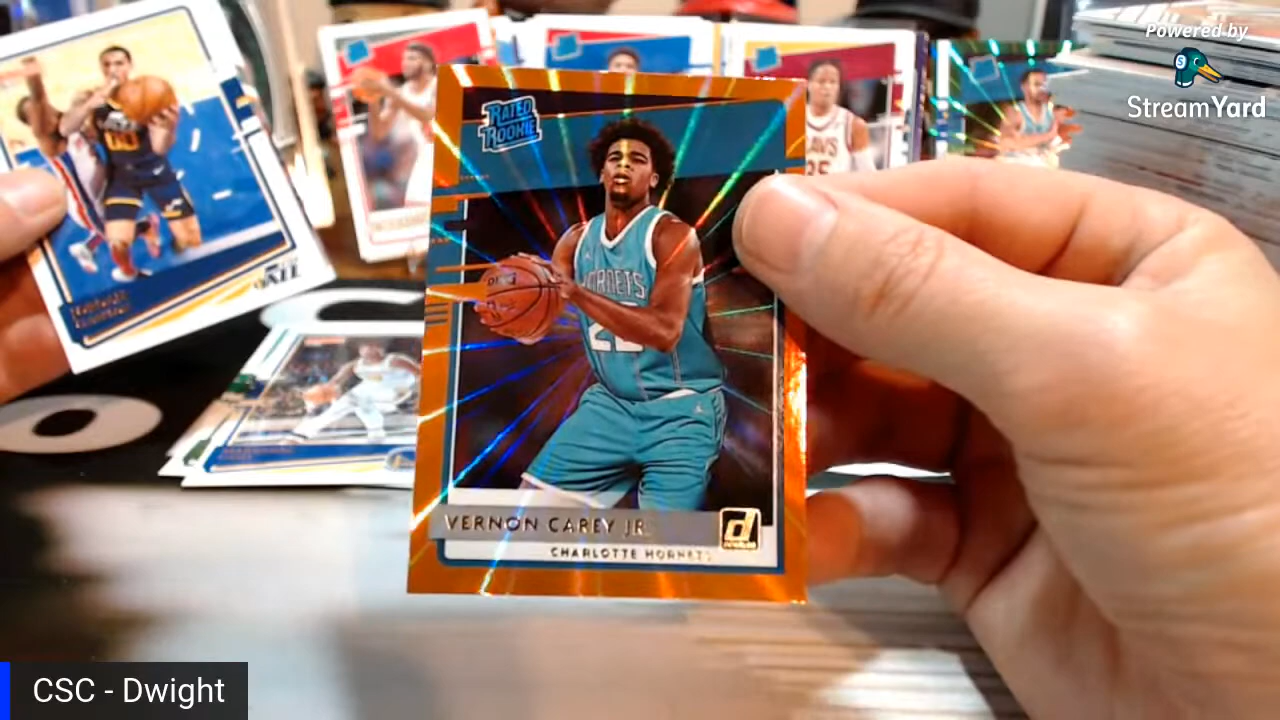 Powered by
StreamYard
RATED
ROOKIE
HORNETS
VERNON CAREY JR.
CHARLOTTE HORNETS
CSC - Dwight